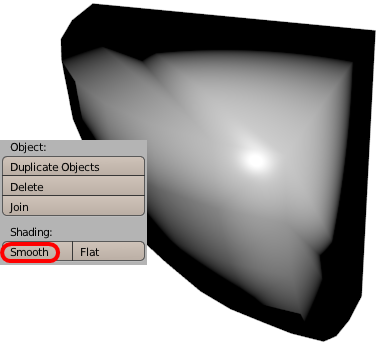 Object:
Duplicate Objects
Delete
Join
Shading:
Smooth Flat